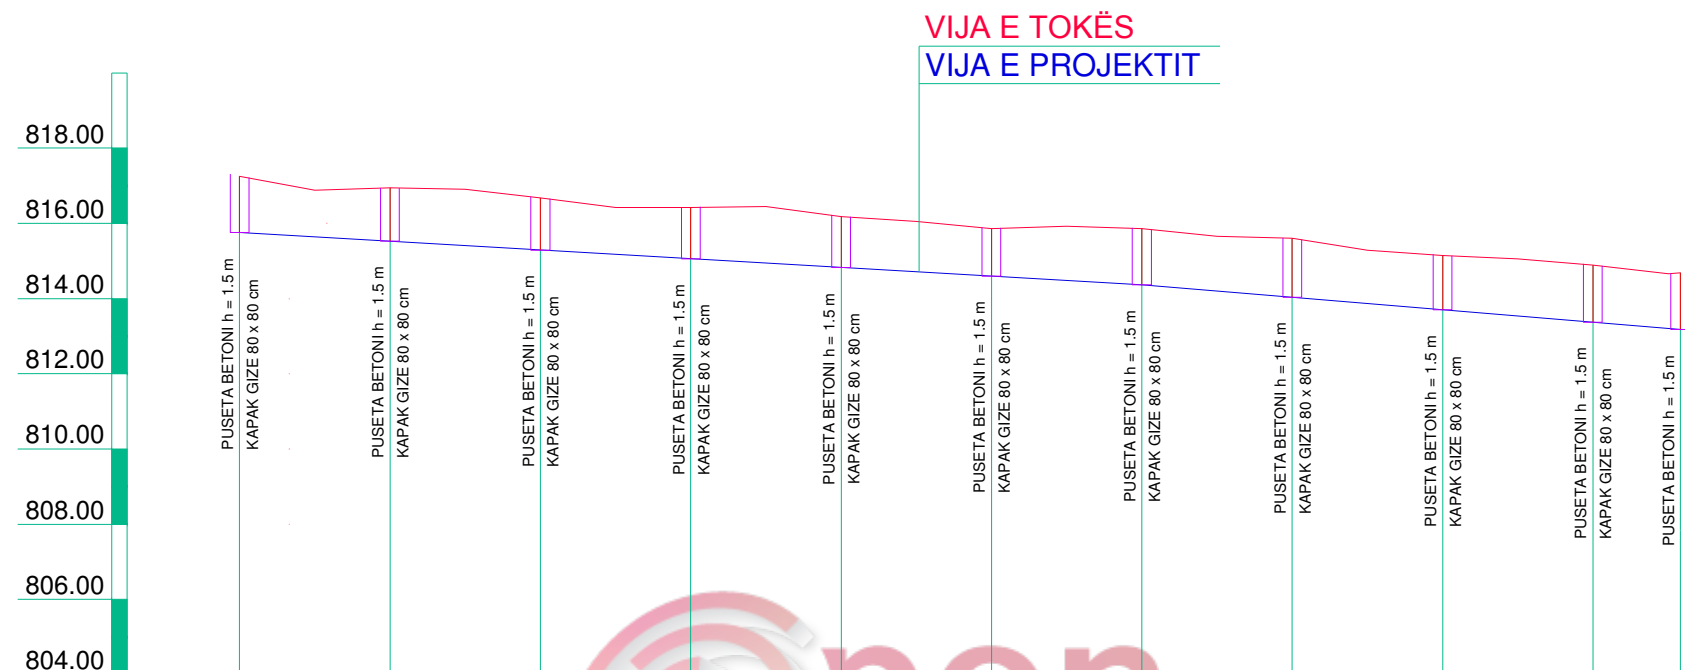 VIJA E TOKËS
VIJA E PROJEKTIT
818.00
816.00
814.00
812.00
810.00
808.00
806.00
804.00
PUSETA BETONI h = 1.5 m
KAPAK GIZE 80 x 80 cm
PUSETA BETONI h = 1.5 m
KAPAK GIZE 80 x 80 cm
PUSETA BETONI h = 1.5 m
KAPAK GIZE 80 x 80 cm
PUSETA BETONI h = 1.5 m
KAPAK GIZE 80 x 80 cm
PUSETA BETONI h = 1.5 m
KAPAK GIZE 80 x 80 cm
PUSETA BETONI h = 1.5 m
KAPAK GIZE 80 x 80 cm
PUSETA BETONI h = 1.5 m
KAPAK GIZE 80 x 80 cm
PUSETA BETONI h = 1.5 m
KAPAK GIZE 80 x 80 cm
PUSETA BETONI h = 1.5 m
KAPAK GIZE 80 x 80 cm
PUSETA BETONI h = 1.5 m
KAPAK GIZE 80 x 80 cm
PUSETA BETONI h = 1.5 m